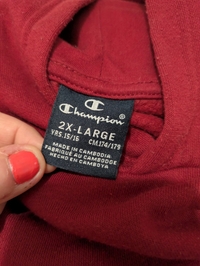 Champion
2X-LARGE
YRS.15/16 CM.174/179
MADE IN CAMBODIA
FABRIQUÉ AU CAMBODGE
HECHO EN CAMBOYA